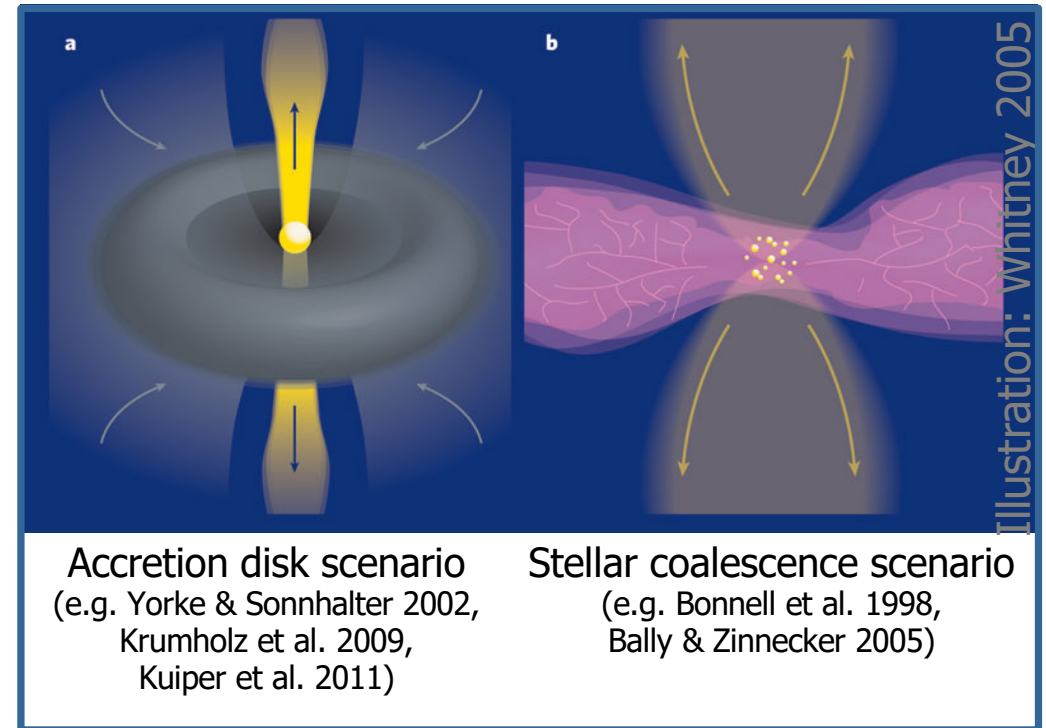 a
b
Illustration: Whitney 2005
Accretion disk scenario
(e.g. Yorke & Sonnhalter 2002,
Krumholz et al. 2009,
Kuiper et al. 2011)
Stellar coalescence scenario
(e.g. Bonnell et al. 1998,
Bally & Zinnecker 2005)